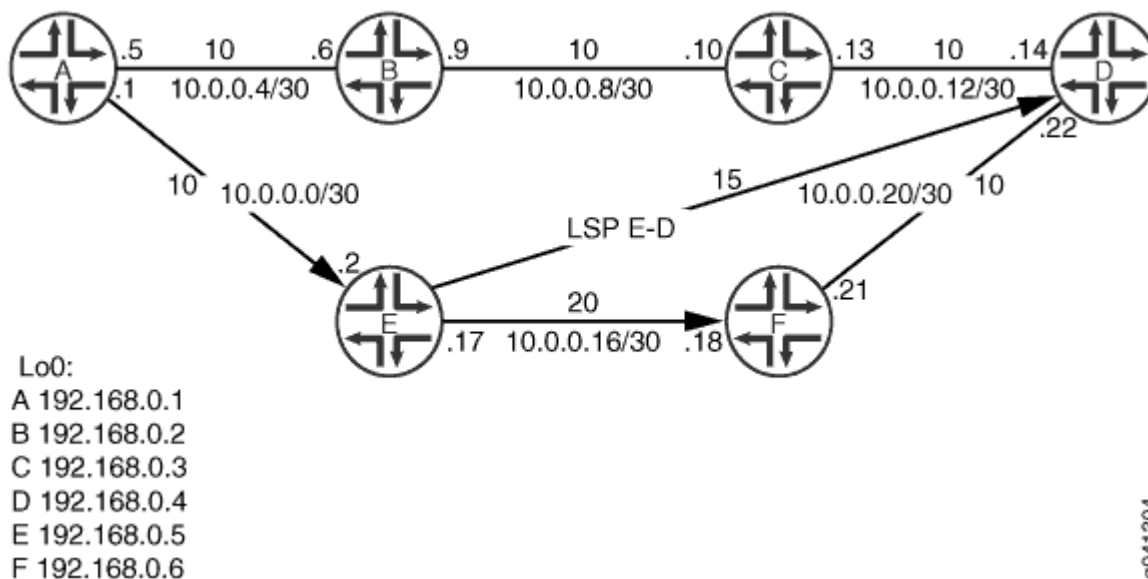 A .5 10 .6 B .9 10 .10 C .13 10 .14 D
.1 10.0.0.4/30 10.0.0.8/30 10.0.0.12/30
.22
10 10.0.0.0/30 15 10.0.0.20/30 10
LSP E-D
.2 .21
E 20 F
.17 10.0.0.16/30 .18
Lo0:
A 192.168.0.1
B 192.168.0.2
C 192.168.0.3
D 192.168.0.4
E 192.168.0.5
F 192.168.0.6